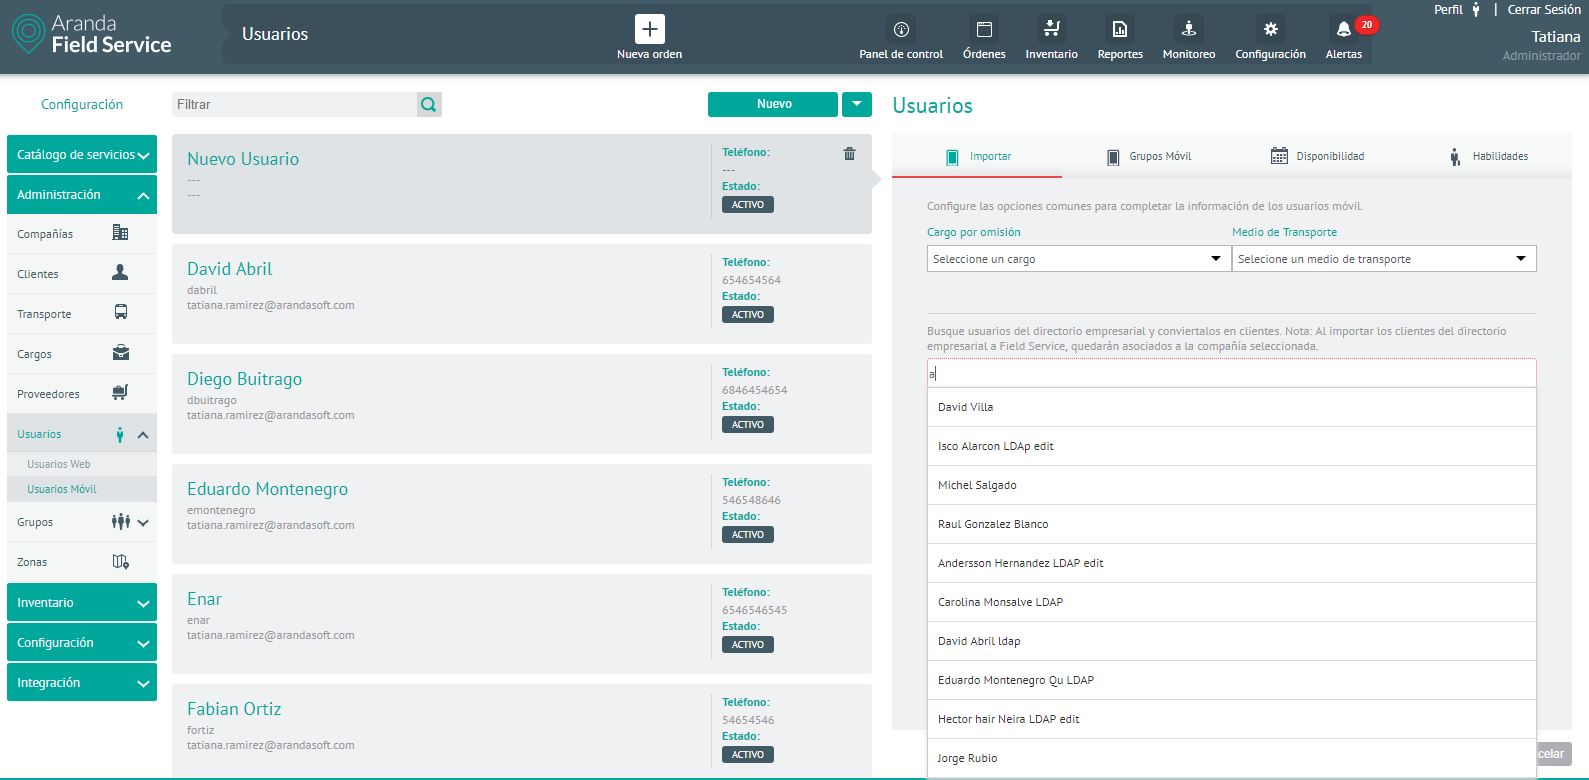 Aranda
Field Service
Usuarios
Nueva orden
Panel de control
Órdenes
Inventario
Reportes
Monitoreo
Configuración
Alertas
20
Perfil | Cerrar Sesión
Tatiana
Administrador
Configuración
Catálogo de servicios
Administración
Compañías
Clientes
Transporte
Cargos
Proveedores
Usuarios
Usuarios Web
Usuarios Móvil
Grupos
Zonas
Inventario
Configuración
Integración
Filtrar
Nuevo
Nuevo Usuario
---
---
Teléfono:
---
Estado:
ACTIVO
David Abril
dabril
tatiana.ramirez@arandasoft.com
Teléfono:
654654564
Estado:
ACTIVO
Diego Buitrago
dbuitrago
tatiana.ramirez@arandasoft.com
Teléfono:
6846454654
Estado:
ACTIVO
Eduardo Montenegro
emontenegro
tatiana.ramirez@arandasoft.com
Teléfono:
546548646
Estado:
ACTIVO
Enar
enar
tatiana.ramirez@arandasoft.com
Teléfono:
6546546545
Estado:
ACTIVO
Fabian Ortiz
fortiz
tatiana.ramirez@arandasoft.com
Teléfono:
54654546
Estado:
ACTIVO
Usuarios
Importar
Grupos Móvil
Disponibilidad
Habilidades
Configure las opciones comunes para completar la información de los usuarios móvil.
Cargo por omisión
Medio de Transporte
Seleccione un cargo
Selecione un medio de transporte
Busque usuarios del directorio empresarial y conviertalos en clientes. Nota: Al importar los clientes del directorio
empresarial a Field Service, quedarán asociados a la compañía seleccionada.
a
David Villa
Isco Alarcon LDAp edit
Michel Salgado
Raul Gonzalez Blanco
Andersson Hernandez LDAP edit
Carolina Monsalve LDAP
David Abril ldap
Eduardo Montenegro Qu LDAP
Hector hair Neira LDAP edit
Jorge Rubio
celar